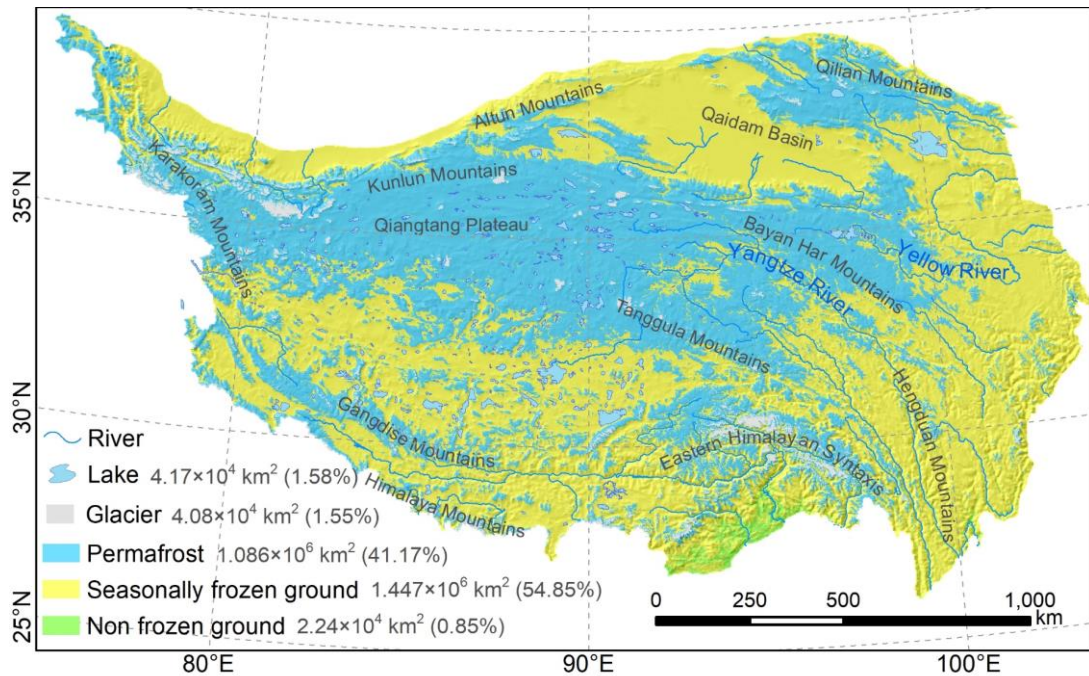 Qilian Mountains
Altun Mountains
Qaidam Basin
Karakoram Mountains
Kunlun Mountains
Qiangtang Plateau
Bayan Har Mountains
Yellow River
Yangtze River
Tanggula Mountains
Hengduan Mountains
Gangdise Mountains
Eastern Himalayan Syntaxis
Himalaya Mountains
35°N
30°N
25°N
River
Lake 4.17×10⁴ km² (1.58%)
Glacier 4.08×10⁴ km² (1.55%)
Permafrost 1.086×10⁶ km² (41.17%)
Seasonally frozen ground 1.447×10⁶ km² (54.85%)
Non frozen ground 2.24×10⁴ km² (0.85%)
0 250 500 1,000
km
80°E 90°E 100°E